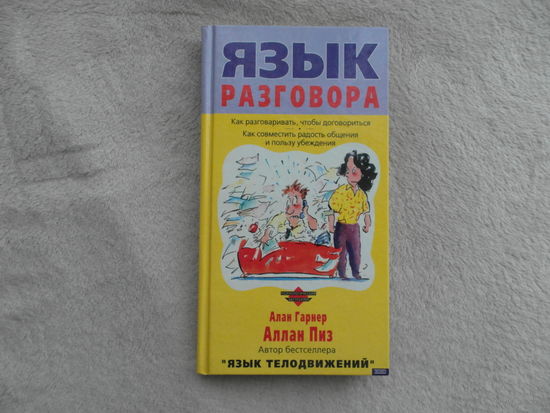 ЯЗЫК
РАЗГОВОРА
Как разговаривать, чтобы договориться
Как совместить радость общения
и пользу убеждения
Алан Гарнер
Аллан Пиз
Автор бестселлера
"ЯЗЫК ТЕЛОДВИЖЕНИЙ"